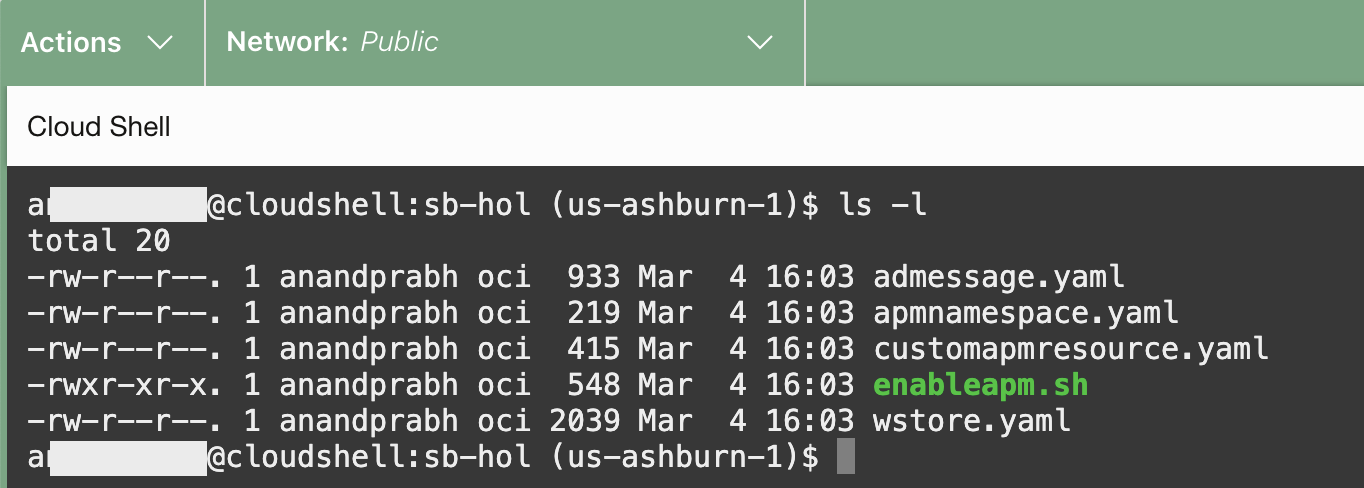 Actions Network: Public
Cloud Shell
a @cloudshell:sb-hol (us-ashburn-1)$ ls -l
total 20
-rw-r--r--. 1 anandprabh oci  933 Mar  4 16:03 admessage.yaml
-rw-r--r--. 1 anandprabh oci  219 Mar  4 16:03 apmnamespace.yaml
-rw-r--r--. 1 anandprabh oci  415 Mar  4 16:03 customapmresource.yaml
-rwxr-xr-x. 1 anandprabh oci  548 Mar  4 16:03 enableapm.sh
-rw-r--r--. 1 anandprabh oci 2039 Mar  4 16:03 wstore.yaml
a @cloudshell:sb-hol (us-ashburn-1)$